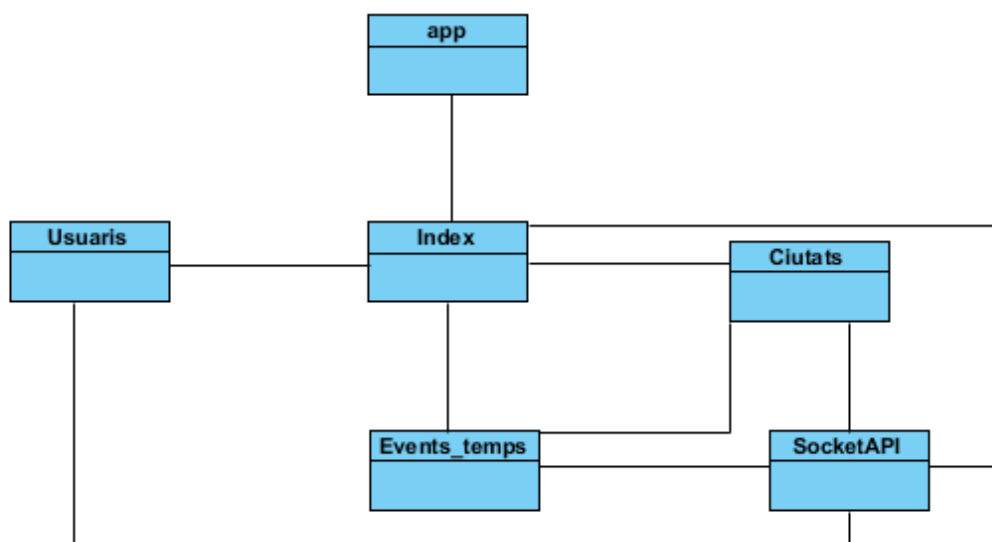 app
Usuaris
Index
Ciutats
Events_temps
SocketAPI